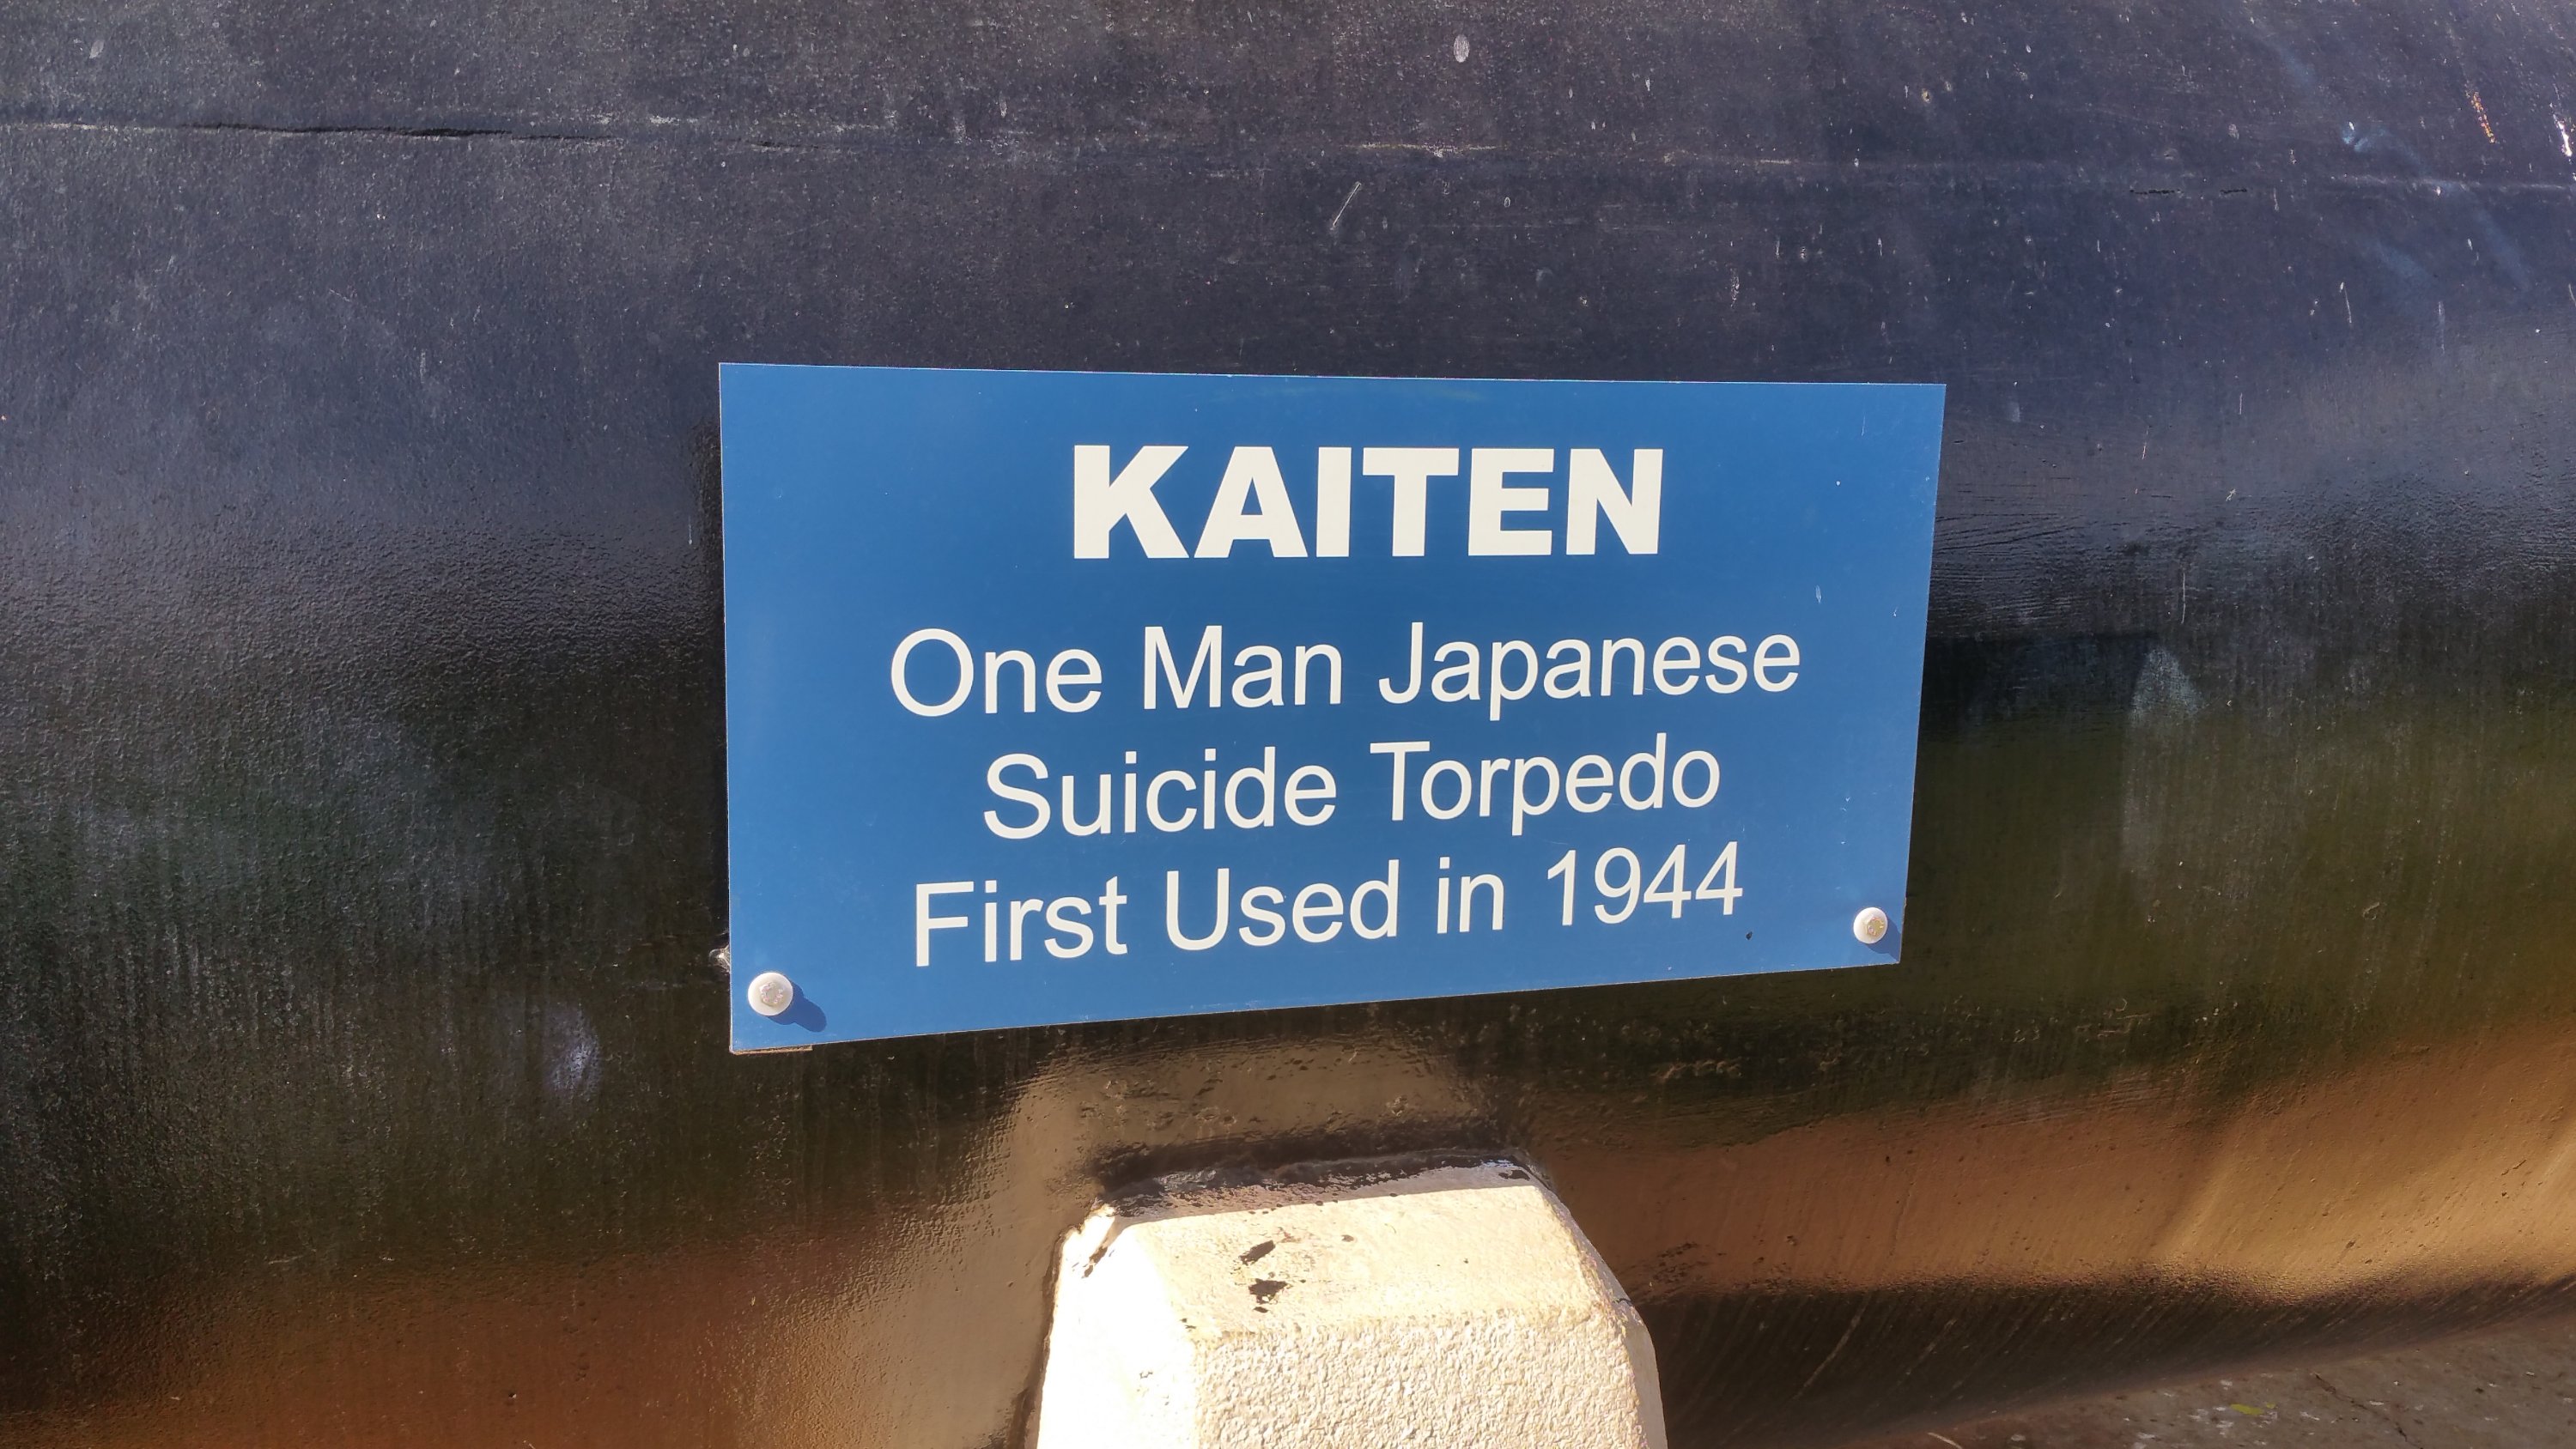 KAITEN
One Man Japanese
Suicide Torpedo
First Used in 1944